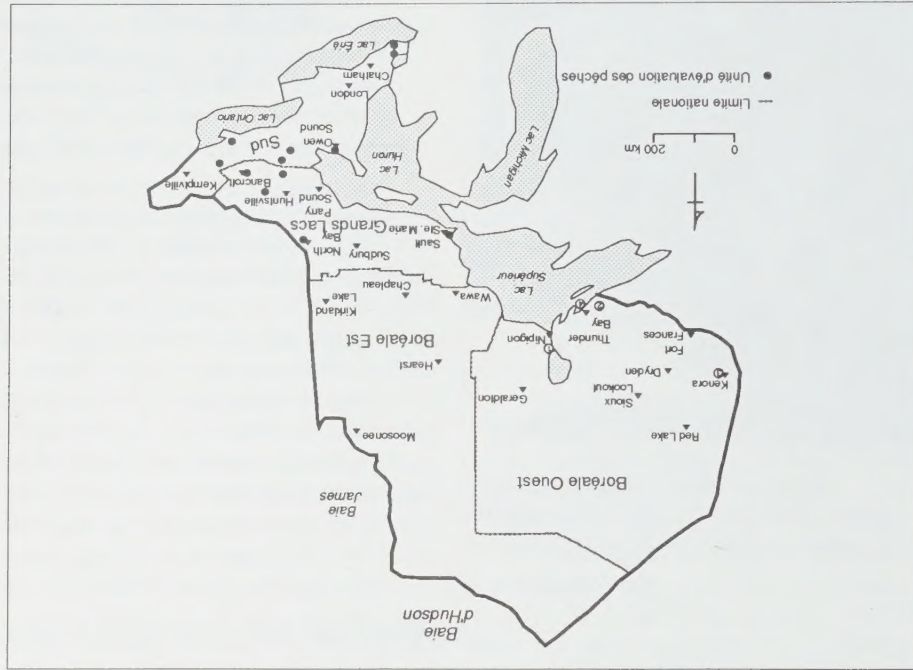 Baie
d'Hudson
Baie
James
Boréale Ouest
Moosonee
Red Lake
Sioux
Lookout
Geraldton
Kenora
Dryden
Hearst
Fort
Frances
Nipigon
Boréale Est
Thunder
Bay
2
4
Kirkland
Lake
Chapleau
Wawa
Lac
Supérieur
Sudbury
North
Bay
Sault
Ste. Marie
Grands Lacs
Parry
Sound
Huntsville
Bancroft
Kemptville
0
200 km
Lac
Huron
Lac Michigan
Owen
Sound
Sud
Lac Ontario
Limite nationale
Unité d'évaluation des pêches
London
Chatham
Lac Érié